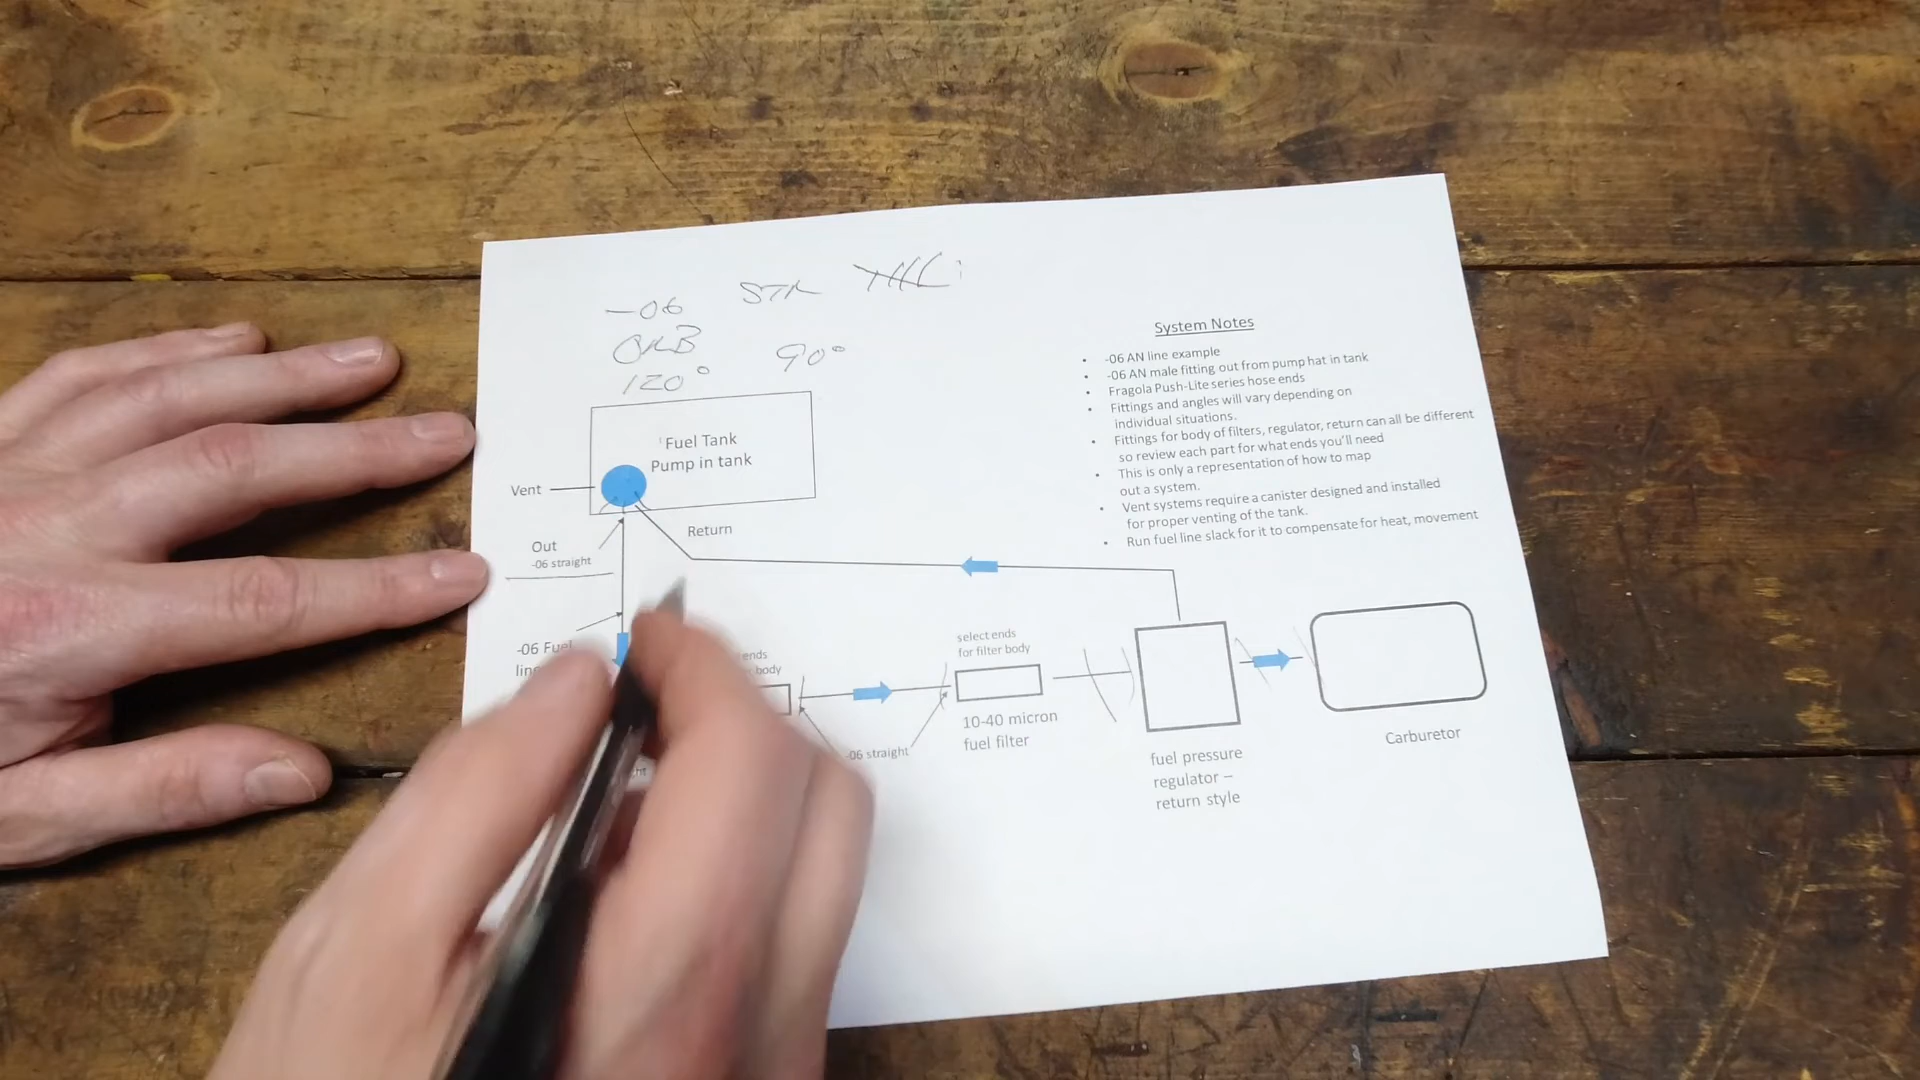 -06
ORB
120°
STR
90°
Fuel Tank
Pump in tank
Vent
Return
Out
-06 straight
-06 Fuel
ends
body
-06 straight
select ends
for filter body
10-40 micron
fuel filter
fuel pressure
regulator –
return style
Carburetor
System Notes
• -06 AN line example
• -06 AN male fitting out from pump hat in tank
• Fragola Push-Lite series hose ends
• Fittings and angles will vary depending on
individual situations.
• Fittings for body of filters, regulator, return can all be different
so review each part for what ends you'll need
• This is only a representation of how to map
out a system.
• Vent systems require a canister designed and installed
for proper venting of the tank.
• Run fuel line slack for it to compensate for heat, movement